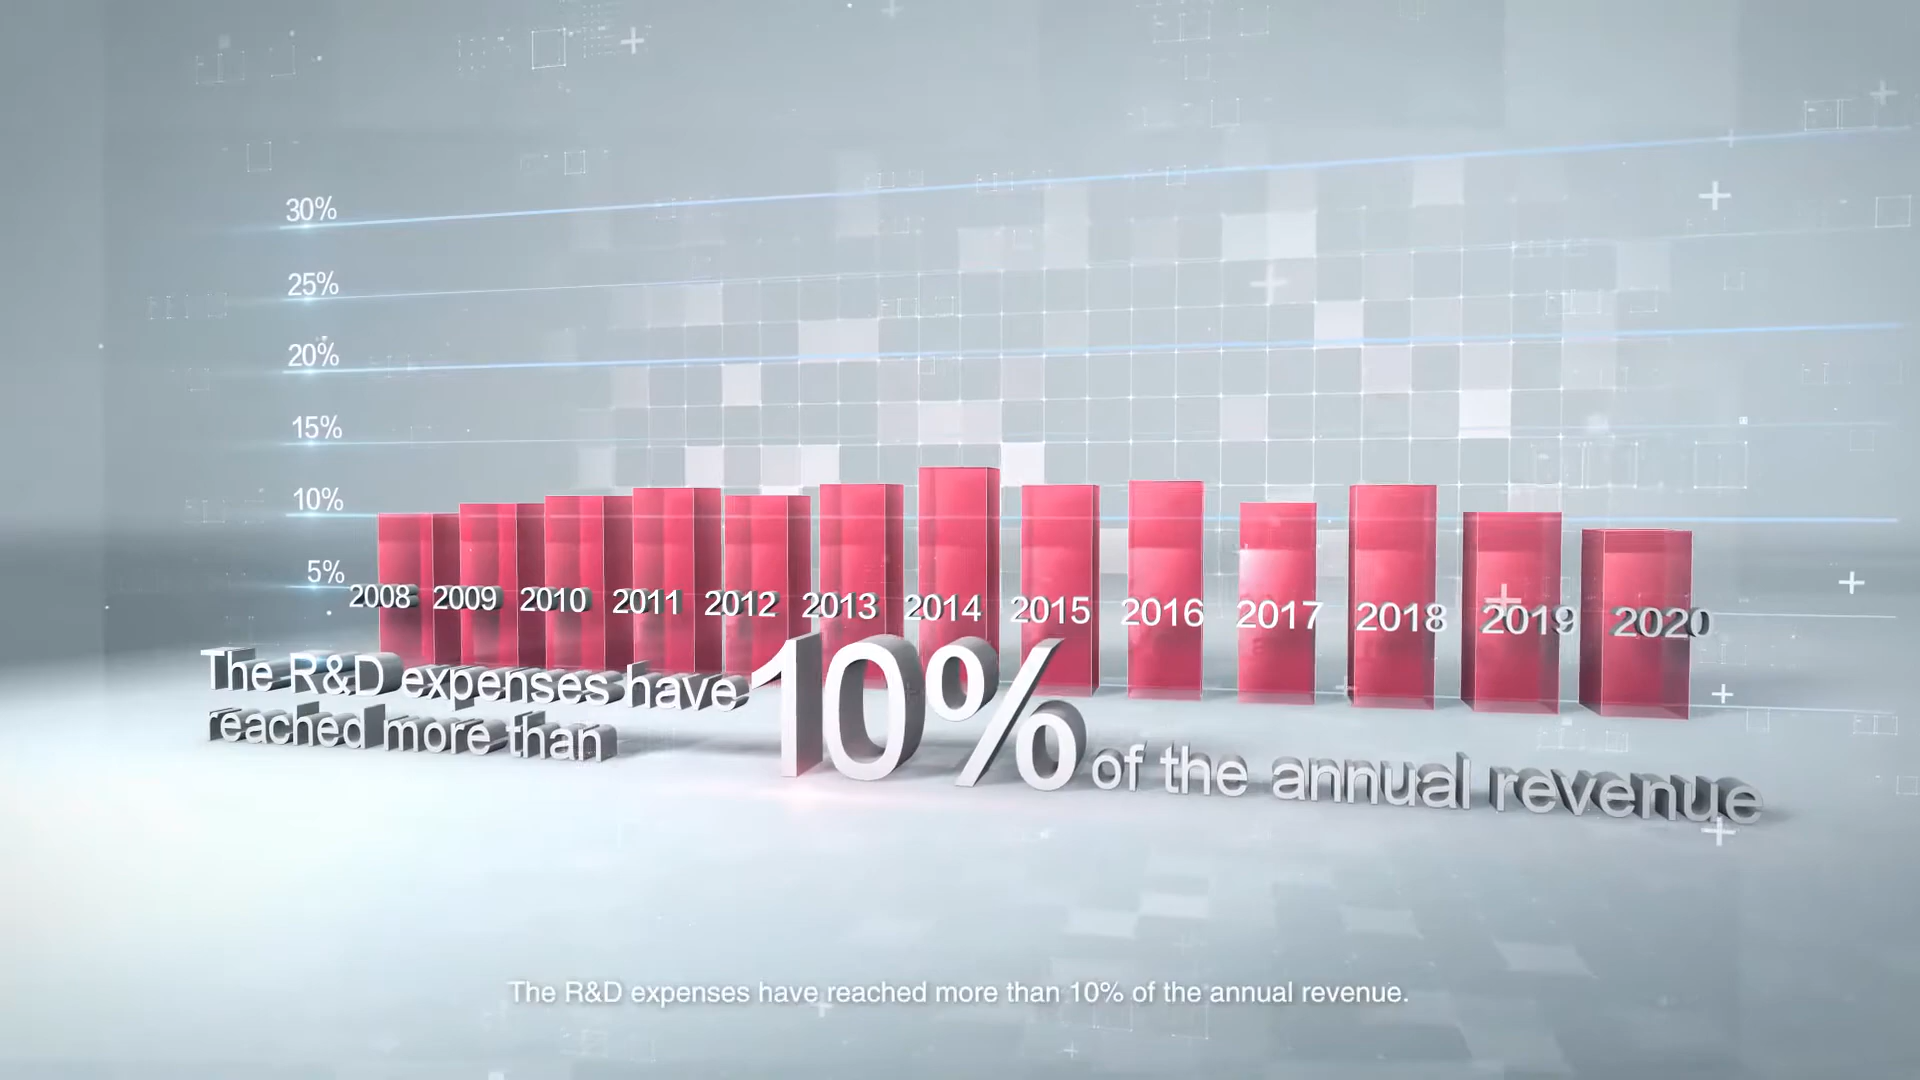 30%
25%
20%
15%
10%
5%
2008 2009 2010 2011 2012 2013 2014 2015 2016 2017 2018 2019 2020
The R&D expenses have
reached more than
10% of the annual revenue
The R&D expenses have reached more than 10% of the annual revenue.